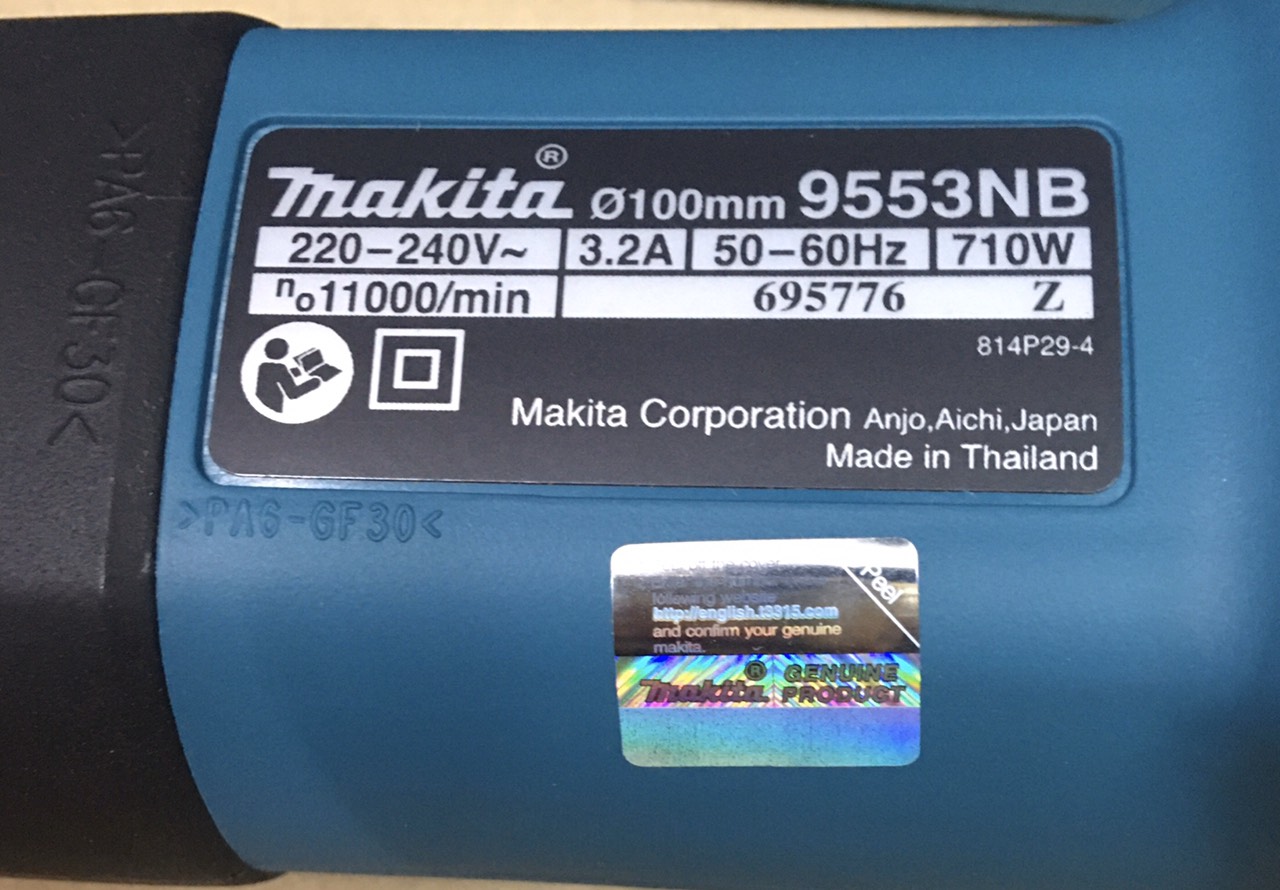 makita® Ø100mm 9553NB
220–240V~ 3.2A 50–60Hz 710W
no11000/min 695776 Z
814P29-4
Makita Corporation Anjo,Aichi,Japan
Made in Thailand
>PA6-GF30<
>PA6-GF30<
Peel
following website
http://english.t3315.com
and confirm your genuine
makita.
makita® GENUINE
PRODUCT